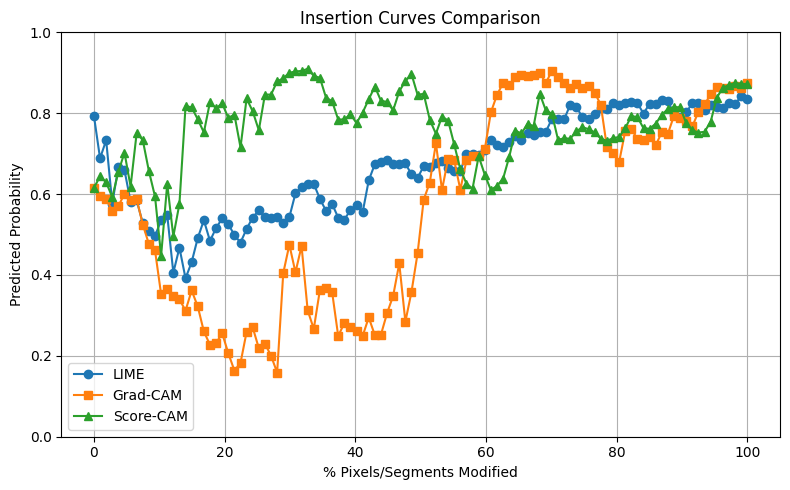 Insertion Curves Comparison
1.0
0.8
0.6
0.4
0.2
0.0
Predicted Probability
LIME
Grad-CAM
Score-CAM
0 20 40 60 80 100
% Pixels/Segments Modified